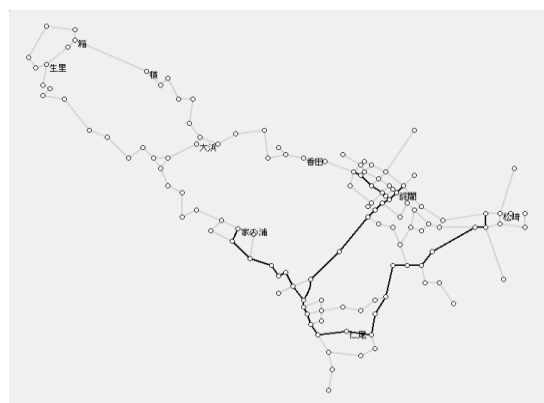 箱
生里
積
大浜
香田
詫間
松崎
家の浦
仁尾